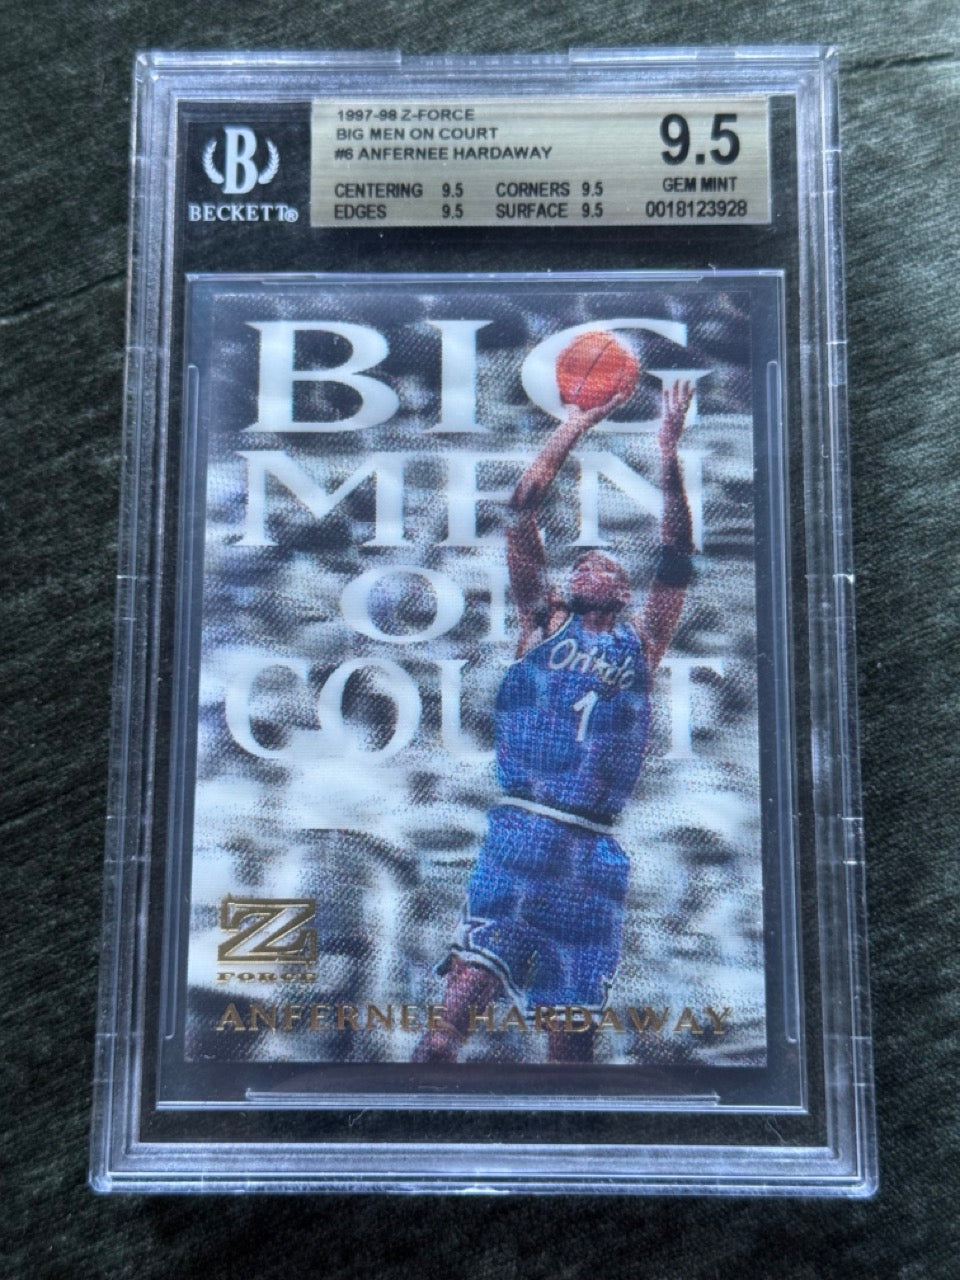 1997-98 Z-FORCE
BIG MEN ON COURT
#6 ANFERNEE HARDAWAY
CENTERING 9.5 CORNERS 9.5
EDGES 9.5 SURFACE 9.5
9.5
GEM MINT
0018123928
B
BECKETT®
BIG
MEN
OF
COURT
Orlando
1
Z
FORCE
ANFERNEE HARDAWAY